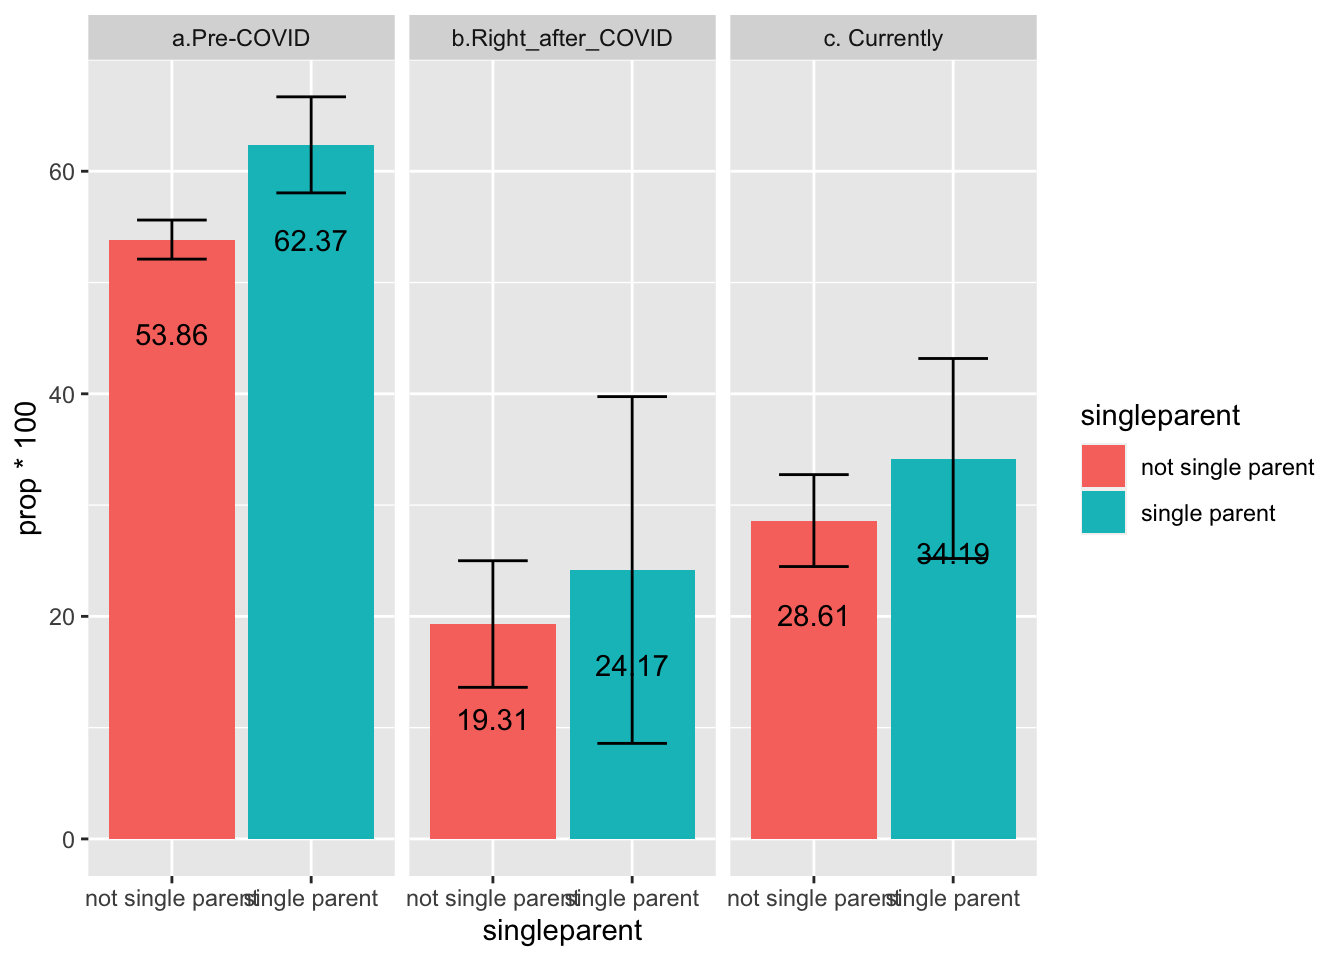 a.Pre-COVID
b.Right_after_COVID
c. Currently
prop * 100
60
40
20
0
53.86
62.37
19.31
24.17
28.61
34.19
not single parent
single parent
not single parent
single parent
not single parent
single parent
singleparent
singleparent
not single parent
single parent